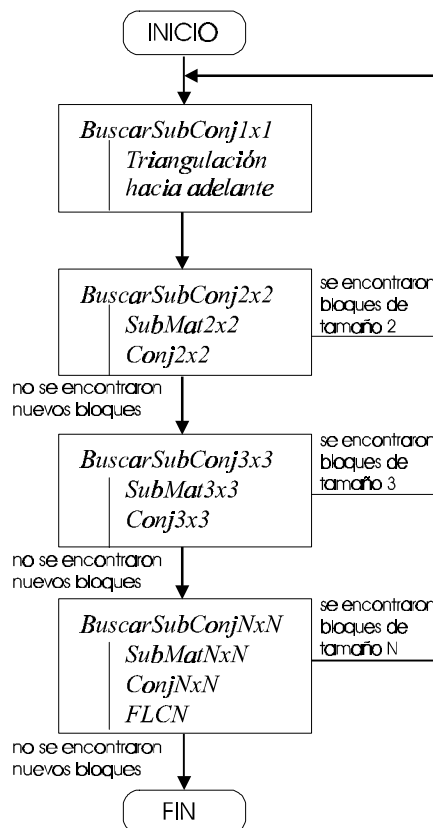 INICIO
BuscarSubConj1x1
Triangulación
hacia adelante
BuscarSubConj2x2
SubMat2x2
Conj2x2
se encontraron
bloques de
tamaño 2
no se encontraron
nuevos bloques
BuscarSubConj3x3
SubMat3x3
Conj3x3
se encontraron
bloques de
tamaño 3
no se encontraron
nuevos bloques
BuscarSubConjNxN
SubMatNxN
ConjNxN
FLCN
se encontraron
bloques de
tamaño N
no se encontraron
nuevos bloques
FIN